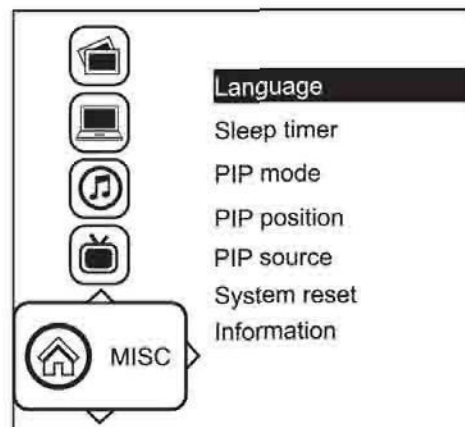 Language
Sleep timer
PIP mode
PIP position
PIP source
System reset
Information
MISC